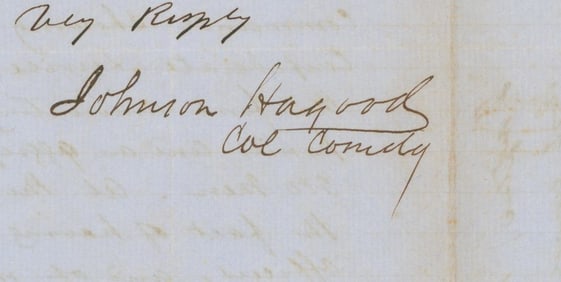 Very Respy
Johnson Hagood
Col Comdg